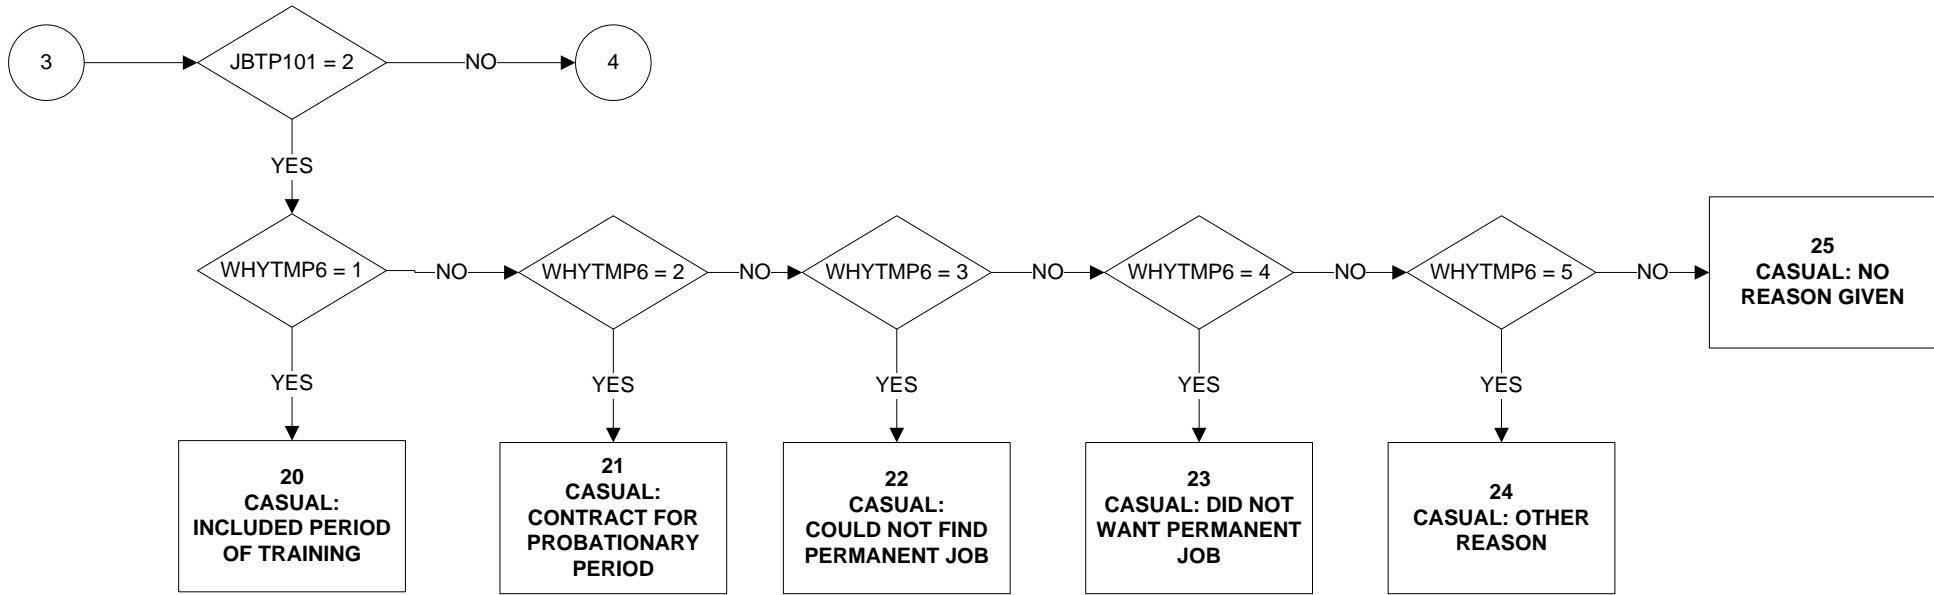 3
JBTP101 = 2
NO
4
YES
WHYTMP6 = 1
NO
WHYTMP6 = 2
NO
WHYTMP6 = 3
NO
WHYTMP6 = 4
NO
WHYTMP6 = 5
NO
25
CASUAL: NO
REASON GIVEN
YES
YES
YES
YES
YES
20
CASUAL:
INCLUDED PERIOD
OF TRAINING
21
CASUAL:
CONTRACT FOR
PROBATIONARY
PERIOD
22
CASUAL:
COULD NOT FIND
PERMANENT JOB
23
CASUAL: DID NOT
WANT PERMANENT
JOB
24
CASUAL: OTHER
REASON